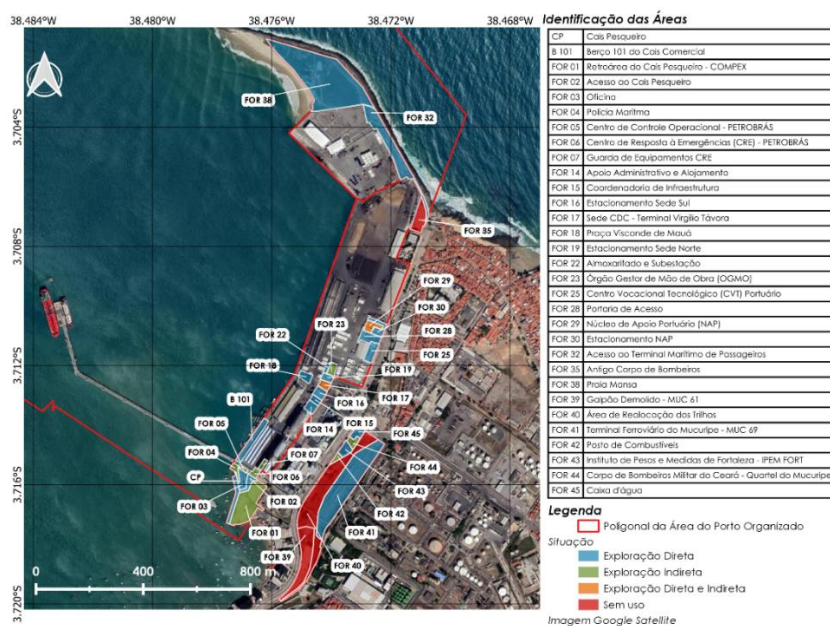 38.484°W 38.480°W 38.476°W 38.472°W 38.468°W
3.704°S
3.708°S
3.712°S
3.716°S
3.720°S
FOR 38
FOR 32
FOR 35
FOR 29
FOR 30
FOR 23
FOR 28
FOR 22
FOR 25
FOR 18
FOR 19
FOR 17
FOR 16
B 101
FOR 14
FOR 15
FOR 45
FOR 05
FOR 07
FOR 04
FOR 44
CP
FOR 06
FOR 43
FOR 02
FOR 03
FOR 42
FOR 01
FOR 41
FOR 39
FOR 40
0 400 800 m
Identificação das Áreas
CP Cais Pesqueiro
B 101 Berço 101 do Cais Comercial
FOR 01 Retroárea do Cais Pesqueiro - COMPEX
FOR 02 Acesso ao Cais Pesqueiro
FOR 03 Oficina
FOR 04 Polícia Marítma
FOR 05 Centro de Controle Operacional - PETROBRÁS
FOR 06 Centro de Resposta à Emergências (CRE) - PETROBRÁS
FOR 07 Guarda de Equipamentos CRE
FOR 14 Apoio Administrativo e Alojamento
FOR 15 Coordenadoria de Infraestrutura
FOR 16 Estacionamento Sede Sul
FOR 17 Sede CDC - Terminal Virgílio Távora
FOR 18 Praça Visconde de Mauá
FOR 19 Estacionamento Sede Norte
FOR 22 Almoxarifado e Subestação
FOR 23 Órgão Gestor de Mão de Obra (OGMO)
FOR 25 Centro Vocacional Tecnológico (CVT) Portuário
FOR 28 Portaria de Acesso
FOR 29 Núcleo de Apoio Portuário (NAP)
FOR 30 Estacionamento NAP
FOR 32 Acesso ao Terminal Marítimo de Passageiros
FOR 35 Antigo Corpo de Bombeiros
FOR 38 Praia Mansa
FOR 39 Galpão Demolido - MUC 61
FOR 40 Área de Realocação dos Trilhos
FOR 41 Terminal Ferroviário do Mucuripe - MUC 69
FOR 42 Posto de Combustíveis
FOR 43 Instituto de Pesos e Medidas de Fortaleza - IPEM FORT
FOR 44 Corpo de Bombeiros Militar do Ceará - Quartel do Mucuripe
FOR 45 Caixa d'água
Legenda
Poligonal da Área do Porto Organizado
Situação
Exploração Direta
Exploração Indireta
Exploração Direta e Indireta
Sem uso
Imagem Google Satellite